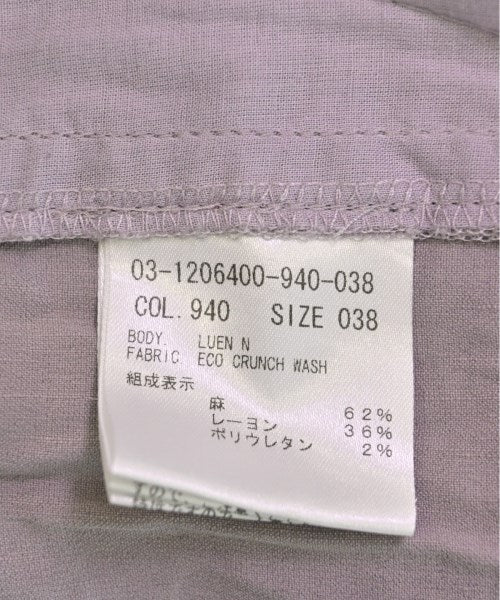 03-1206400-940-038
COL. 940 SIZE 038
BODY. LUEN N
FABRIC. ECO CRUNCH WASH
組成表示
麻 62%
レーヨン 36%
ポリウレタン 2%